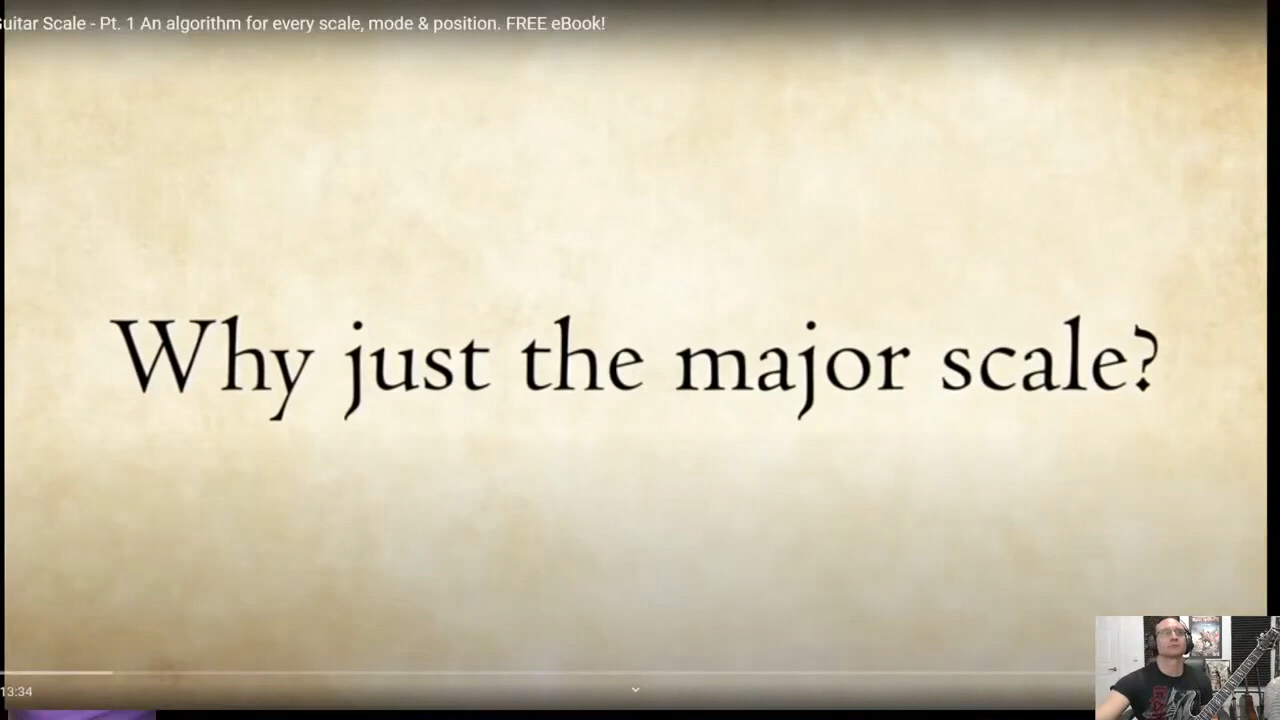 uitar Scale - Pt. 1 An algorithm for every scale, mode & position. FREE eBook!
Why just the major scale?
13:34